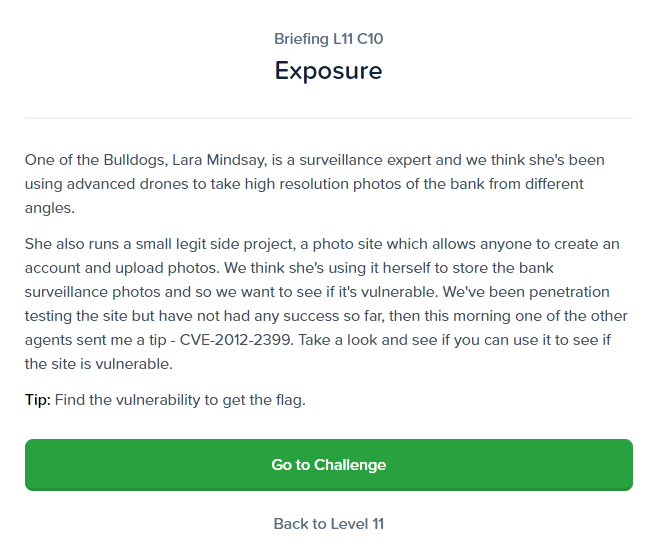 Briefing L11 C10
Exposure
One of the Bulldogs, Lara Mindsay, is a surveillance expert and we think she's been
using advanced drones to take high resolution photos of the bank from different
angles.
She also runs a small legit side project, a photo site which allows anyone to create an
account and upload photos. We think she's using it herself to store the bank
surveillance photos and so we want to see if it's vulnerable. We've been penetration
testing the site but have not had any success so far, then this morning one of the other
agents sent me a tip - CVE-2012-2399. Take a look and see if you can use it to see if
the site is vulnerable.
Tip: Find the vulnerability to get the flag.
Go to Challenge
Back to Level 11